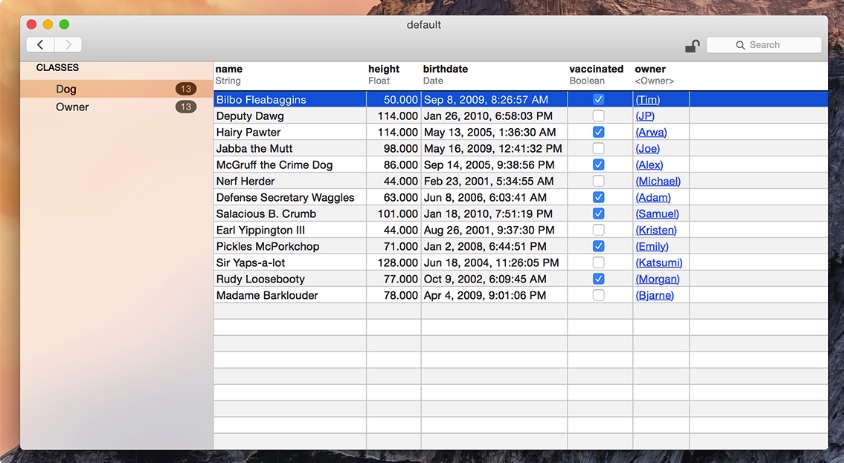 default
Search
CLASSES
Dog 13
Owner 13
name height birthdate vaccinated owner
String Float Date Boolean <Owner>
Bilbo Fleabaggins 50.000 Sep 8, 2009, 8:26:57 AM (Tim)
Deputy Dawg 114.000 Jan 26, 2010, 6:58:03 PM (JP)
Hairy Pawter 114.000 May 13, 2005, 1:36:30 AM (Arwa)
Jabba the Mutt 98.000 May 16, 2009, 12:41:32 PM (Joe)
McGruff the Crime Dog 86.000 Sep 14, 2005, 9:38:56 PM (Alex)
Nerf Herder 44.000 Feb 23, 2001, 5:34:55 AM (Michael)
Defense Secretary Waggles 63.000 Jun 8, 2006, 6:03:41 AM (Adam)
Salacious B. Crumb 101.000 Jan 18, 2010, 7:51:19 PM (Samuel)
Earl Yippington III 44.000 Aug 26, 2001, 9:37:30 PM (Kristen)
Pickles McPorkchop 71.000 Jan 2, 2008, 6:44:51 PM (Emily)
Sir Yaps-a-lot 128.000 Jun 18, 2004, 11:26:05 PM (Katsumi)
Rudy Loosebooty 77.000 Oct 9, 2002, 6:09:45 AM (Morgan)
Madame Barklouder 78.000 Apr 4, 2009, 9:01:06 PM (Bjarne)